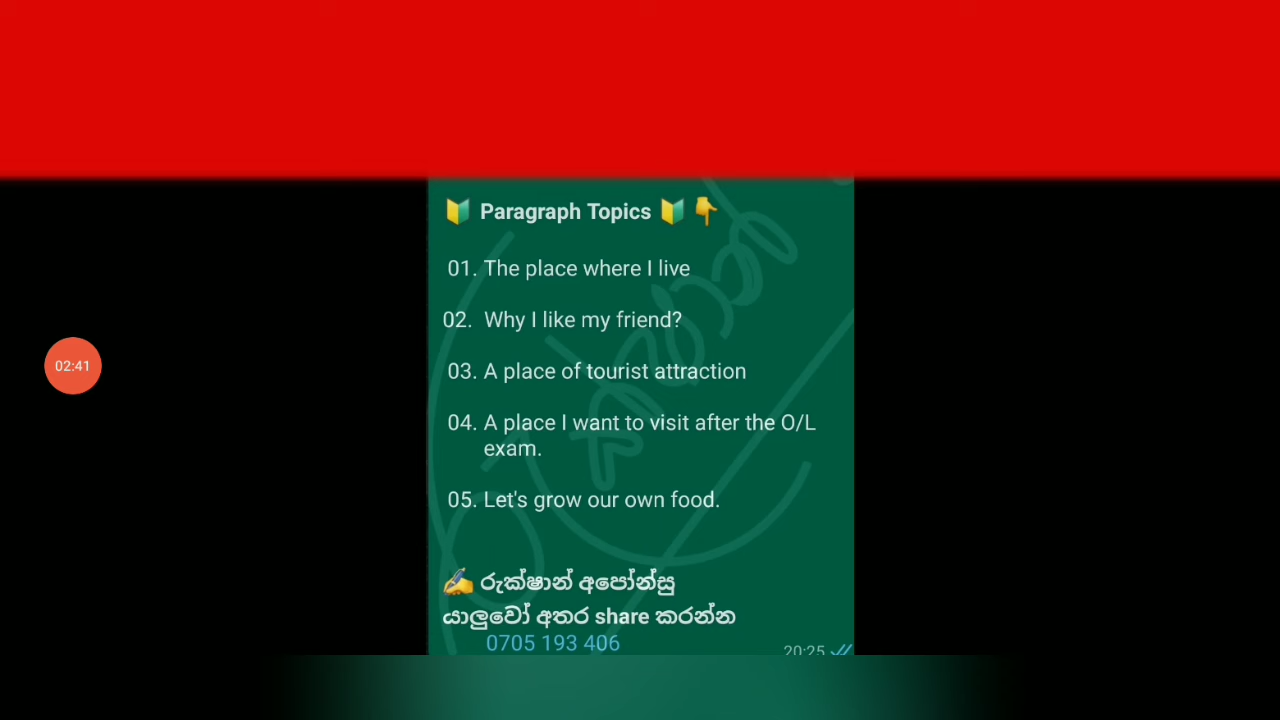 🔰 Paragraph Topics 🔰 👇
01. The place where I live
02. Why I like my friend?
03. A place of tourist attraction
04. A place I want to visit after the O/L
exam.
05. Let's grow our own food.
02:41
✍️ රුක්ෂාන් අපෝන්සු
යාලුවෝ අතර share කරන්න
0705 193 406
20:25